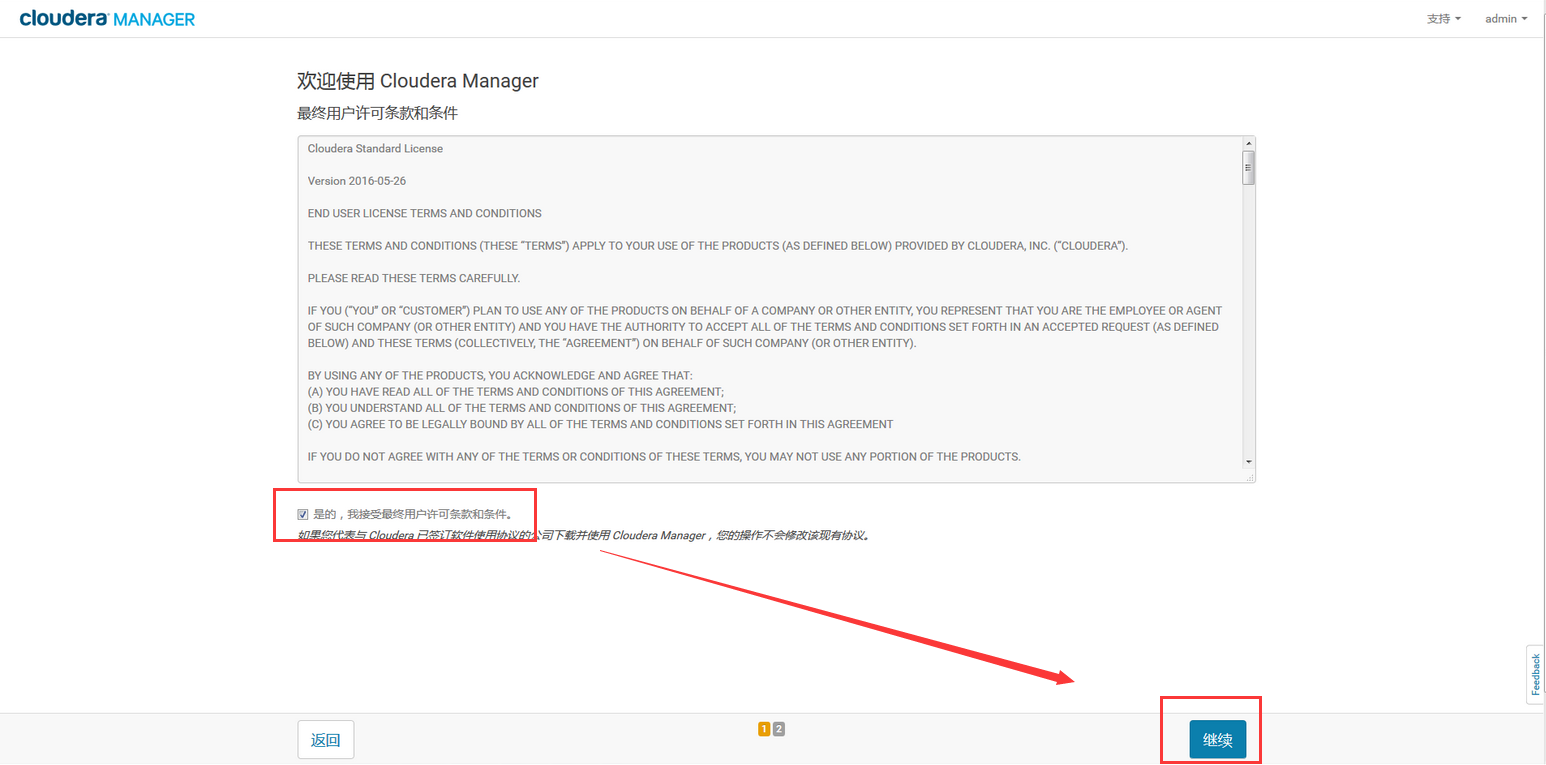 cloudera MANAGER
支持 admin
欢迎使用 Cloudera Manager
最终用户许可条款和条件
Cloudera Standard License
Version 2016-05-26
END USER LICENSE TERMS AND CONDITIONS
THESE TERMS AND CONDITIONS (THESE “TERMS”) APPLY TO YOUR USE OF THE PRODUCTS (AS DEFINED BELOW) PROVIDED BY CLOUDERA, INC. (“CLOUDERA”).
PLEASE READ THESE TERMS CAREFULLY.
IF YOU (“YOU” OR “CUSTOMER”) PLAN TO USE ANY OF THE PRODUCTS ON BEHALF OF A COMPANY OR OTHER ENTITY, YOU REPRESENT THAT YOU ARE THE EMPLOYEE OR AGENT
OF SUCH COMPANY (OR OTHER ENTITY) AND YOU HAVE THE AUTHORITY TO ACCEPT ALL OF THE TERMS AND CONDITIONS SET FORTH IN AN ACCEPTED REQUEST (AS DEFINED
BELOW) AND THESE TERMS (COLLECTIVELY, THE “AGREEMENT”) ON BEHALF OF SUCH COMPANY (OR OTHER ENTITY).
BY USING ANY OF THE PRODUCTS, YOU ACKNOWLEDGE AND AGREE THAT:
(A) YOU HAVE READ ALL OF THE TERMS AND CONDITIONS OF THIS AGREEMENT;
(B) YOU UNDERSTAND ALL OF THE TERMS AND CONDITIONS OF THIS AGREEMENT;
(C) YOU AGREE TO BE LEGALLY BOUND BY ALL OF THE TERMS AND CONDITIONS SET FORTH IN THIS AGREEMENT
IF YOU DO NOT AGREE WITH ANY OF THE TERMS OR CONDITIONS OF THESE TERMS, YOU MAY NOT USE ANY PORTION OF THE PRODUCTS.
是的，我接受最终用户许可条款和条件。
如果您代表与 Cloudera 已签订软件使用协议的公司下载并使用 Cloudera Manager，您的操作不会修改该现有协议。
Feedback
返回 1 2 继续